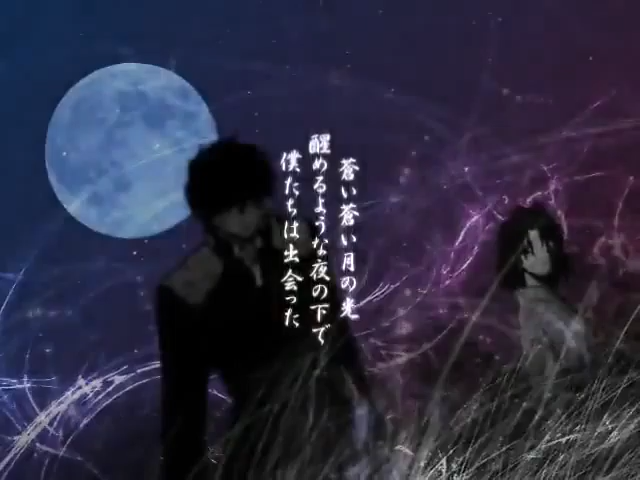 蒼い蒼い月の光
醒めるような夜の下で
僕たちは出会った